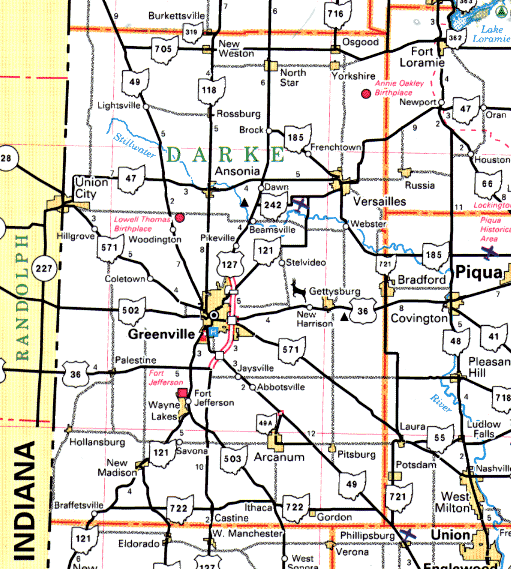 9
Burkettsville
319
716
363
362
Lake
Loramie
705
New
Weston
Osgood
Fort
Loramie
North
Star
Yorkshire
Annie Oakley
Birthplace
49
118
Lightsville
Rossburg
Newport
47
Oran
Brock
185
Stillwater
DARKE
Frenchtown
Houston
28
Union
City
47
Ansonia
Dawn
Russia
66
242
Versailles
Lockington
Lowell Thomas
Birthplace
Beamsville
Webster
Piqua
Historical
Area
Hillgrove
571
Woodington
Pikeville
121
127
Stelvideo
721
185
RANDOLPH
227
Coletown
Gettysburg
Bradford
Piqua
502
New
Harrison
36
Covington
Greenville
H
41
571
48
36
Palestine
Jaysville
Pleasant
Hill
Fort
Jefferson
Abbotsville
Fort
Jefferson
River
718
Wayne
Lakes
49A
Laura
Ludlow
Falls
Hollansburg
55
121
Savona
503
Arcanum
Pittsburg
New
Madison
Potsdam
Nashville
49
721
West
Milton
Braffetsville
722
Ithaca
722
Gordon
Castine
INDIANA
121
Eldorado
W. Manchester
Phillipsburg
Union
Verona
West
Sonora
127
New
Englewood